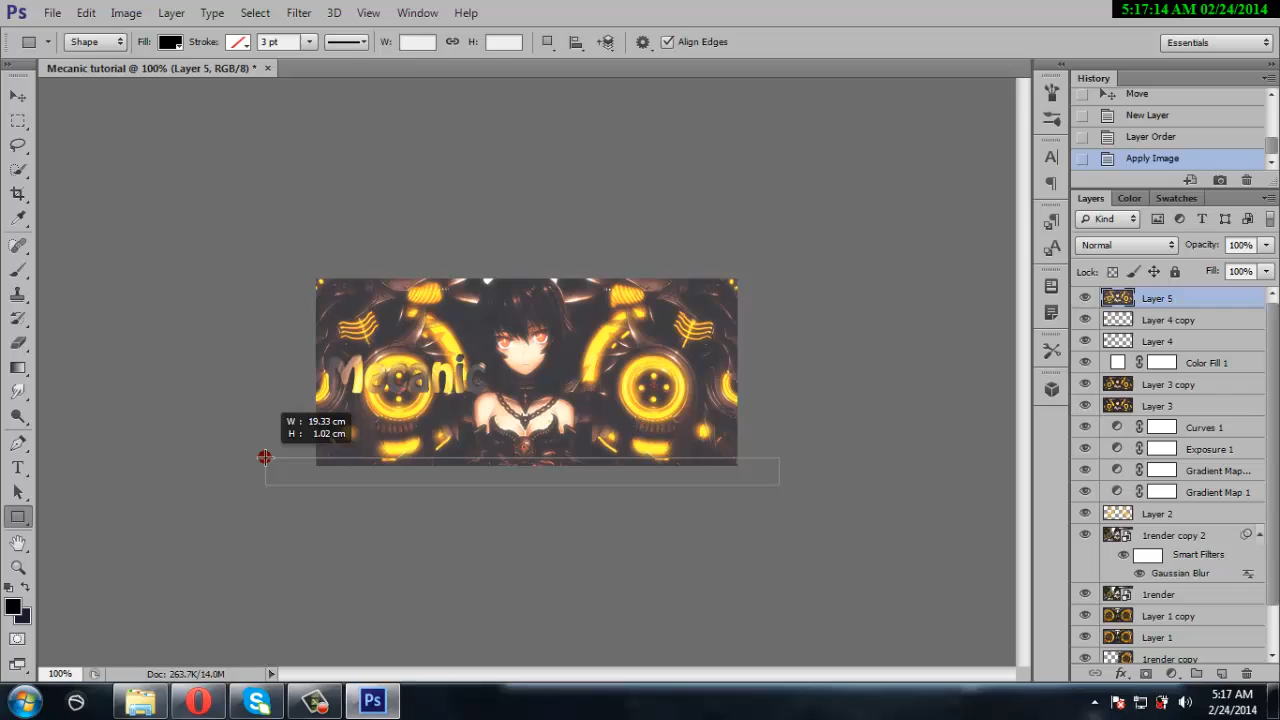 5:17:14 AM 02/24/2014
Ps File Edit Image Layer Type Select Filter 3D View Window Help
Shape Fill: Stroke: 3 pt W: H: Align Edges Essentials
Mecanic tutorial @ 100% (Layer 5, RGB/8) * ×
History
Move
New Layer
Layer Order
Apply Image
Layers Color Swatches
Kind
Normal Opacity: 100%
Lock: Fill: 100%
Layer 5
Layer 4 copy
Layer 4
Color Fill 1
Layer 3 copy
Layer 3
Curves 1
Exposure 1
Gradient Map...
Gradient Map 1
Layer 2
1render copy 2
Smart Filters
Gaussian Blur
1render
Layer 1 copy
Layer 1
1render copy
Mecanic
W: 19.33 cm
H: 1.02 cm
100% Doc: 263.7K/14.0M
Ps
5:17 AM
2/24/2014